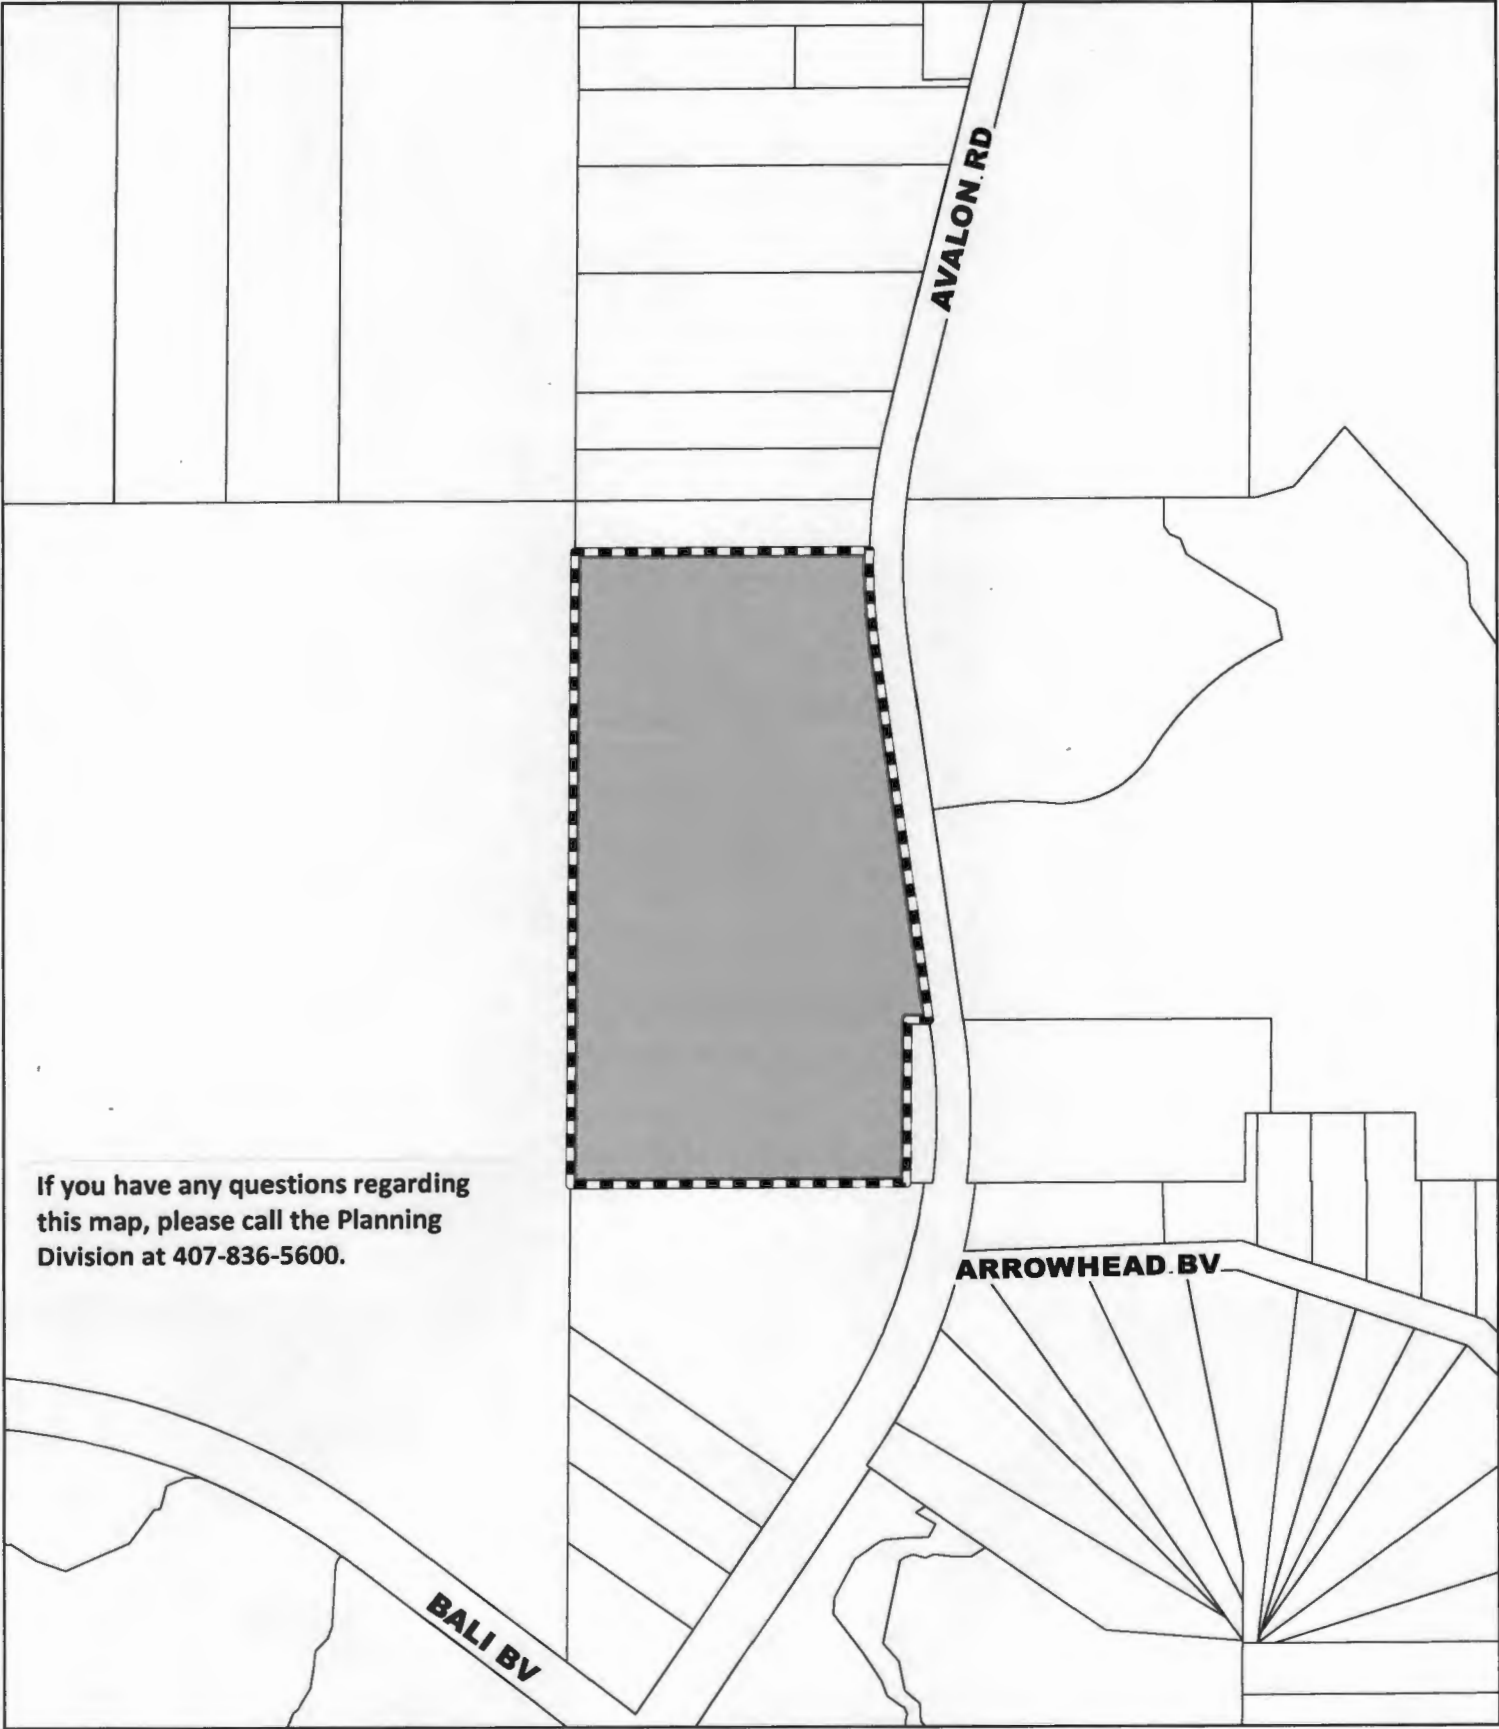 AVALON RD
If you have any questions regarding
this map, please call the Planning
Division at 407-836-5600.
ARROWHEAD BV
BALI BV